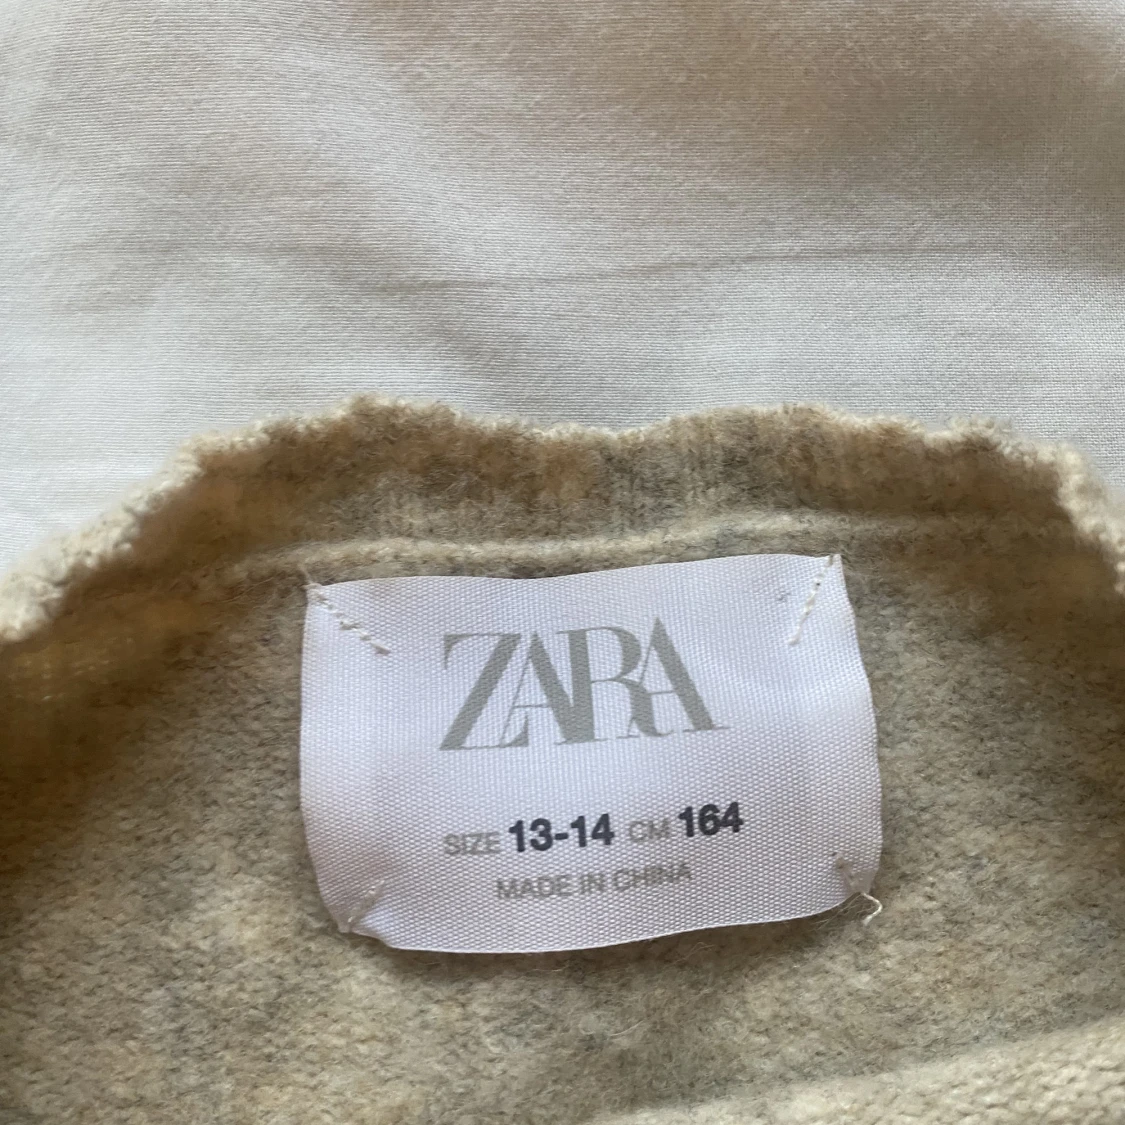 ZARA
SIZE 13-14 CM 164
MADE IN CHINA